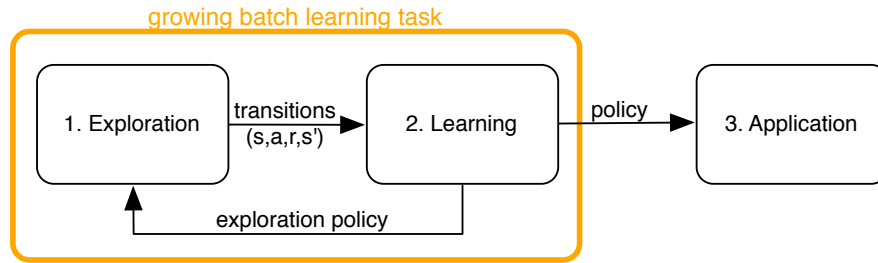 growing batch learning task
1. Exploration
transitions
(s,a,r,s')
2. Learning
policy
3. Application
exploration policy